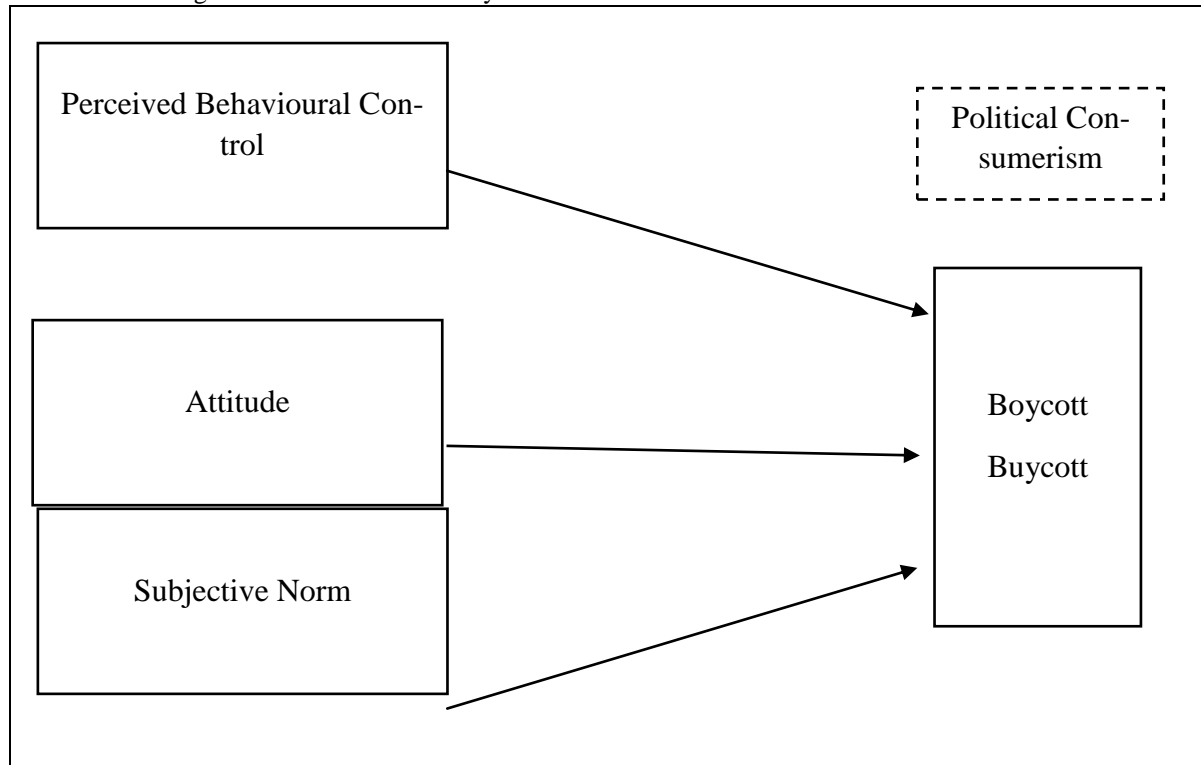 Perceived Behavioural Con-
trol
Political Con-
sumerism
Attitude
Boycott
Buycott
Subjective Norm